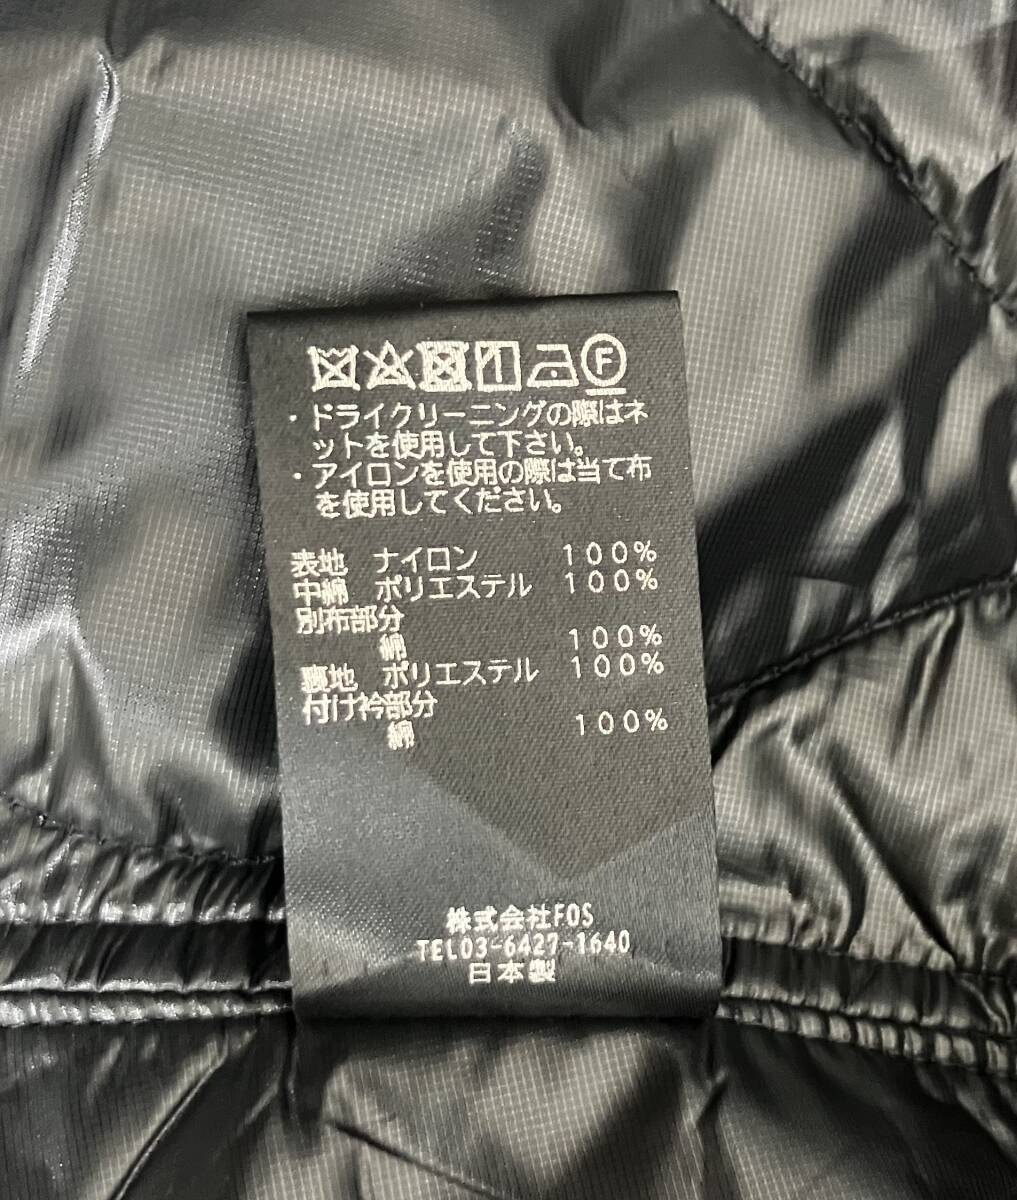 F
・ドライクリーニングの際はネ
ットを使用して下さい。
・アイロンを使用の際は当て布
を使用してください。
表地 ナイロン 100%
中綿 ポリエステル 100%
別布部分
綿 100%
裏地 ポリエステル 100%
付け衿部分
綿 100%
株式会社FOS
TEL03-6427-1640
日本製